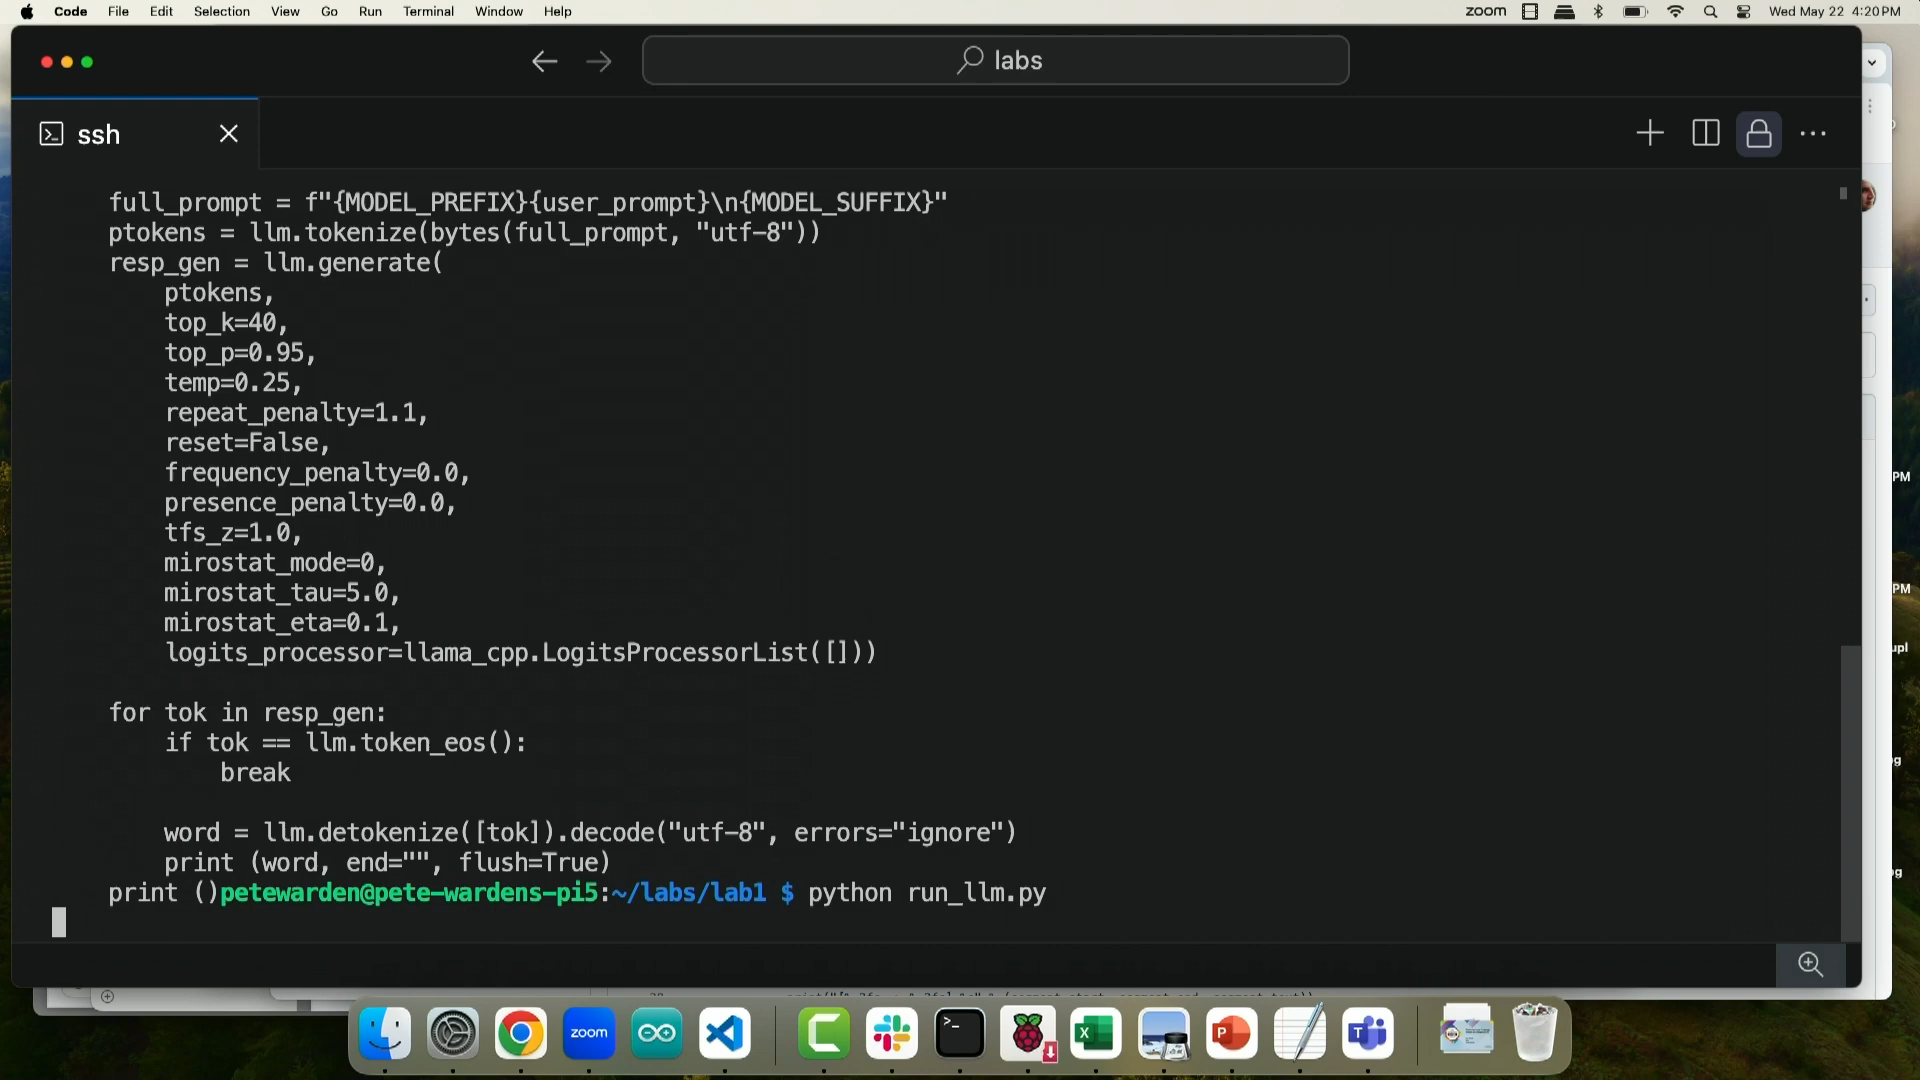 Code File Edit Selection View Go Run Terminal Window Help
zoom
Wed May 22 4:20 PM
labs
ssh
full_prompt = f"{MODEL_PREFIX}{user_prompt}\n{MODEL_SUFFIX}"
ptokens = llm.tokenize(bytes(full_prompt, "utf-8"))
resp_gen = llm.generate(
ptokens,
top_k=40,
top_p=0.95,
temp=0.25,
repeat_penalty=1.1,
reset=False,
frequency_penalty=0.0,
presence_penalty=0.0,
tfs_z=1.0,
mirostat_mode=0,
mirostat_tau=5.0,
mirostat_eta=0.1,
logits_processor=llama_cpp.LogitsProcessorList([]))
for tok in resp_gen:
if tok == llm.token_eos():
break
word = llm.detokenize([tok]).decode("utf-8", errors="ignore")
print (word, end="", flush=True)
print ()petewarden@pete-wardens-pi5:~/labs/lab1 $ python run_llm.py
PM
PM
upl
zoom